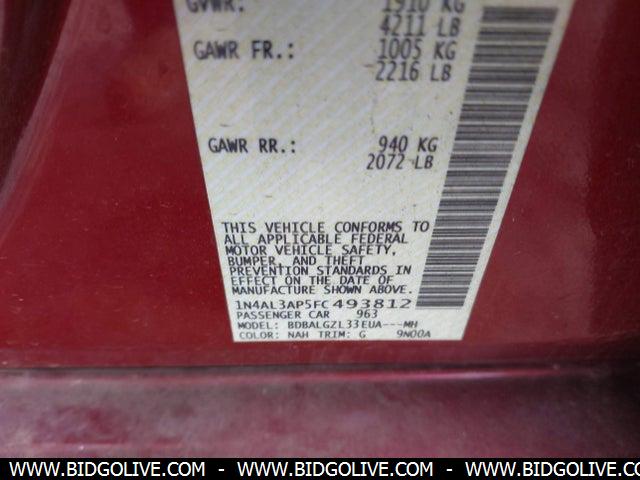 GVWR: 1910 KG
4211 LB
GAWR FR.: 1005 KG
2216 LB
GAWR RR.: 940 KG
2072 LB
THIS VEHICLE CONFORMS TO
ALL APPLICABLE FEDERAL
MOTOR VEHICLE SAFETY,
BUMPER, AND THEFT
PREVENTION STANDARDS
IN EFFECT ON THE DATE OF
MANUFACTURE SHOWN ABOVE.
1N4AL3AP5FC493812
PASSENGER CAR 963
MODEL: BDBALGZL33EUA---MH
COLOR: NAH TRIM: G 9N00A
WWW.BIDGOLIVE.COM - WWW.BIDGOLIVE.COM - WWW.BIDGOLIVE.COM